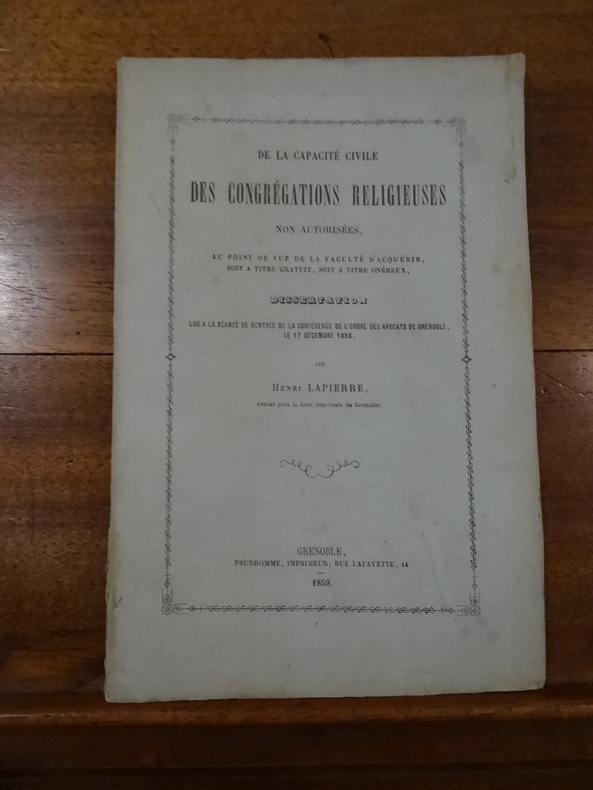 DE LA CAPACITÉ CIVILE
DES CONGRÉGATIONS RELIGIEUSES
NON AUTORISÉES,
AU POINT DE VUE DE LA FACULTÉ D'ACQUÉRIR,
SOIT A TITRE GRATUIT, SOIT A TITRE ONÉREUX,
DISSERTATION
LUE A LA SÉANCE DE RENTRÉE DE LA CONFÉRENCE DE L'ORDRE DES AVOCATS DE GRENOBLE,
LE 17 DÉCEMBRE 1858,
PAR
HENRI LAPIERRE,
Avocat près la Cour impériale de Grenoble.
GRENOBLE,
PRUDHOMME, IMPRIMEUR, RUE LAFAYETTE, 14
1859.